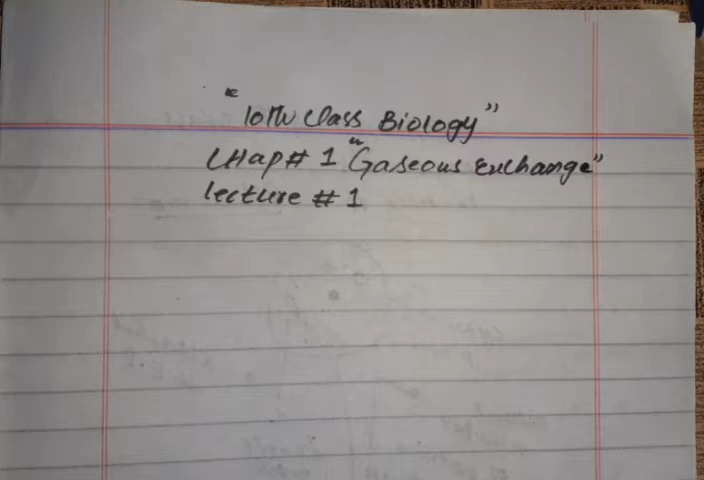 "10th Class Biology"
CHap# 1 "Gaseous Exchange"
lecture # 1